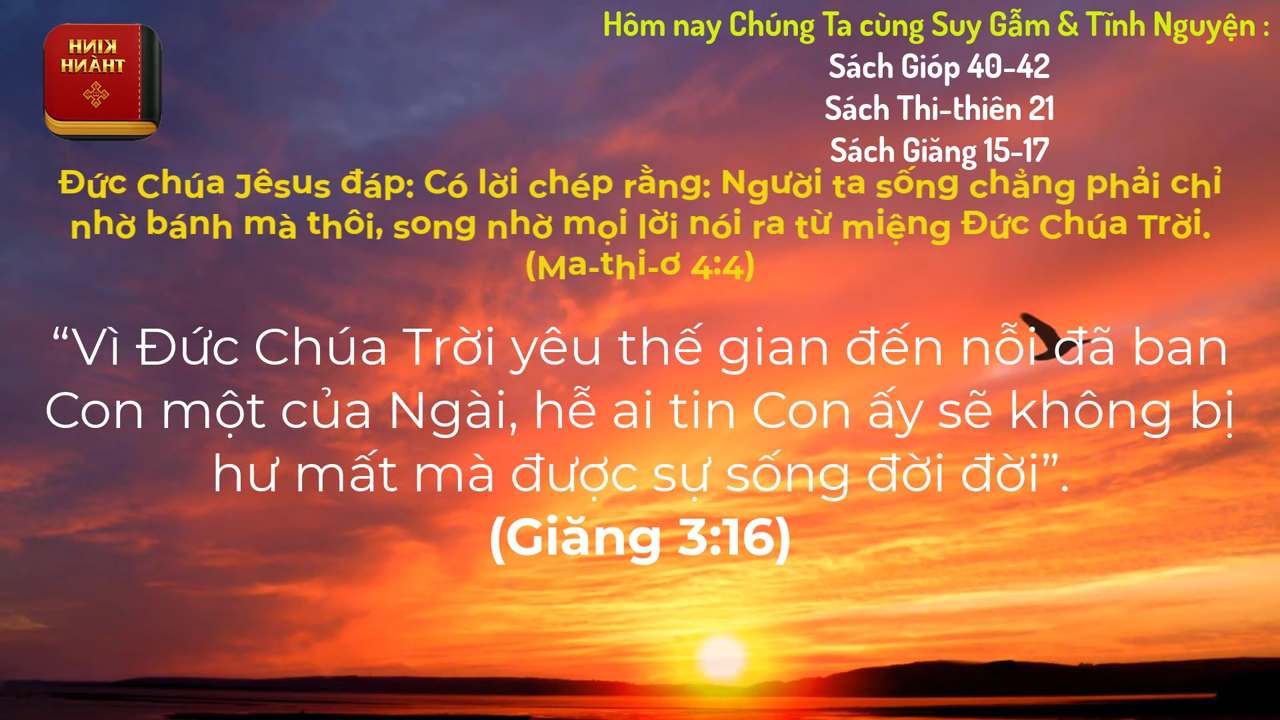 KINH
THÁNH
Hôm nay Chúng Ta cùng Suy Gẫm & Tĩnh Nguyện :
Sách Gióp 40-42
Sách Thi-thiên 21
Sách Giăng 15-17
Đức Chúa Jêsus đáp: Có lời chép rằng: Người ta sống chẳng phải chỉ
nhờ bánh mà thôi, song nhờ mọi lời nói ra từ miệng Đức Chúa Trời.
(Ma-thi-ơ 4:4)
“Vì Đức Chúa Trời yêu thế gian đến nỗi đã ban
Con một của Ngài, hễ ai tin Con ấy sẽ không bị
hư mất mà được sự sống đời đời”.
(Giăng 3:16)